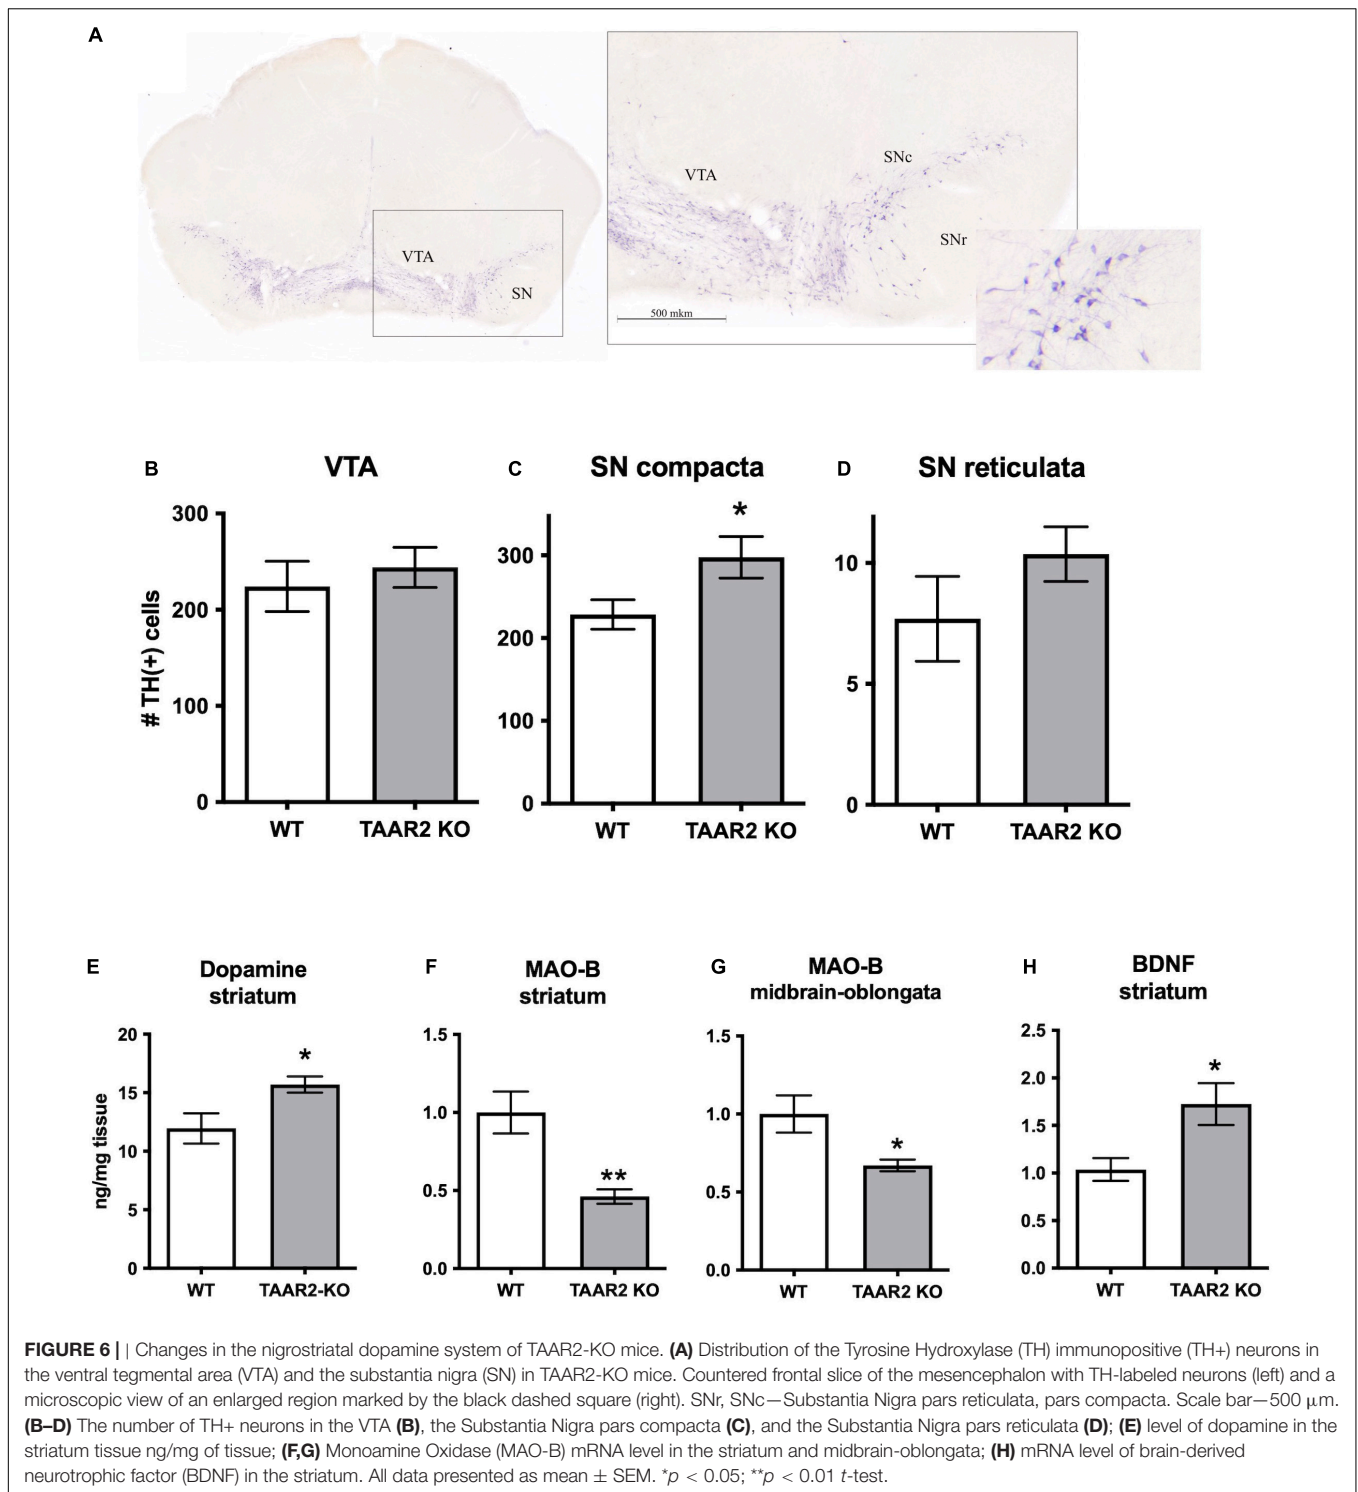 A
VTA
SN
VTA
SNc
SNr
500 mkm
B
VTA
# TH(+) cells
300
200
100
0
WT
TAAR2 KO
C
SN compacta
*
300
200
100
0
WT
TAAR2 KO
D
SN reticulata
10
5
0
WT
TAAR2 KO
E
Dopamine
striatum
ng/mg tissue
20
15
10
5
0
*
WT
TAAR2-KO
F
MAO-B
striatum
1.5
1.0
0.5
0.0
**
WT
TAAR2 KO
G
MAO-B
midbrain-oblongata
1.5
1.0
0.5
0.0
*
WT
TAAR2 KO
H
BDNF
striatum
2.5
2.0
1.5
1.0
0.5
0.0
*
WT
TAAR2 KO
FIGURE 6 | | Changes in the nigrostriatal dopamine system of TAAR2-KO mice. (A) Distribution of the Tyrosine Hydroxylase (TH) immunopositive (TH+) neurons in
the ventral tegmental area (VTA) and the substantia nigra (SN) in TAAR2-KO mice. Countered frontal slice of the mesencephalon with TH-labeled neurons (left) and a
microscopic view of an enlarged region marked by the black dashed square (right). SNr, SNc—Substantia Nigra pars reticulata, pars compacta. Scale bar—500 μm.
(B–D) The number of TH+ neurons in the VTA (B), the Substantia Nigra pars compacta (C), and the Substantia Nigra pars reticulata (D); (E) level of dopamine in the
striatum tissue ng/mg of tissue; (F,G) Monoamine Oxidase (MAO-B) mRNA level in the striatum and midbrain-oblongata; (H) mRNA level of brain-derived
neurotrophic factor (BDNF) in the striatum. All data presented as mean ± SEM. *p < 0.05; **p < 0.01 t-test.